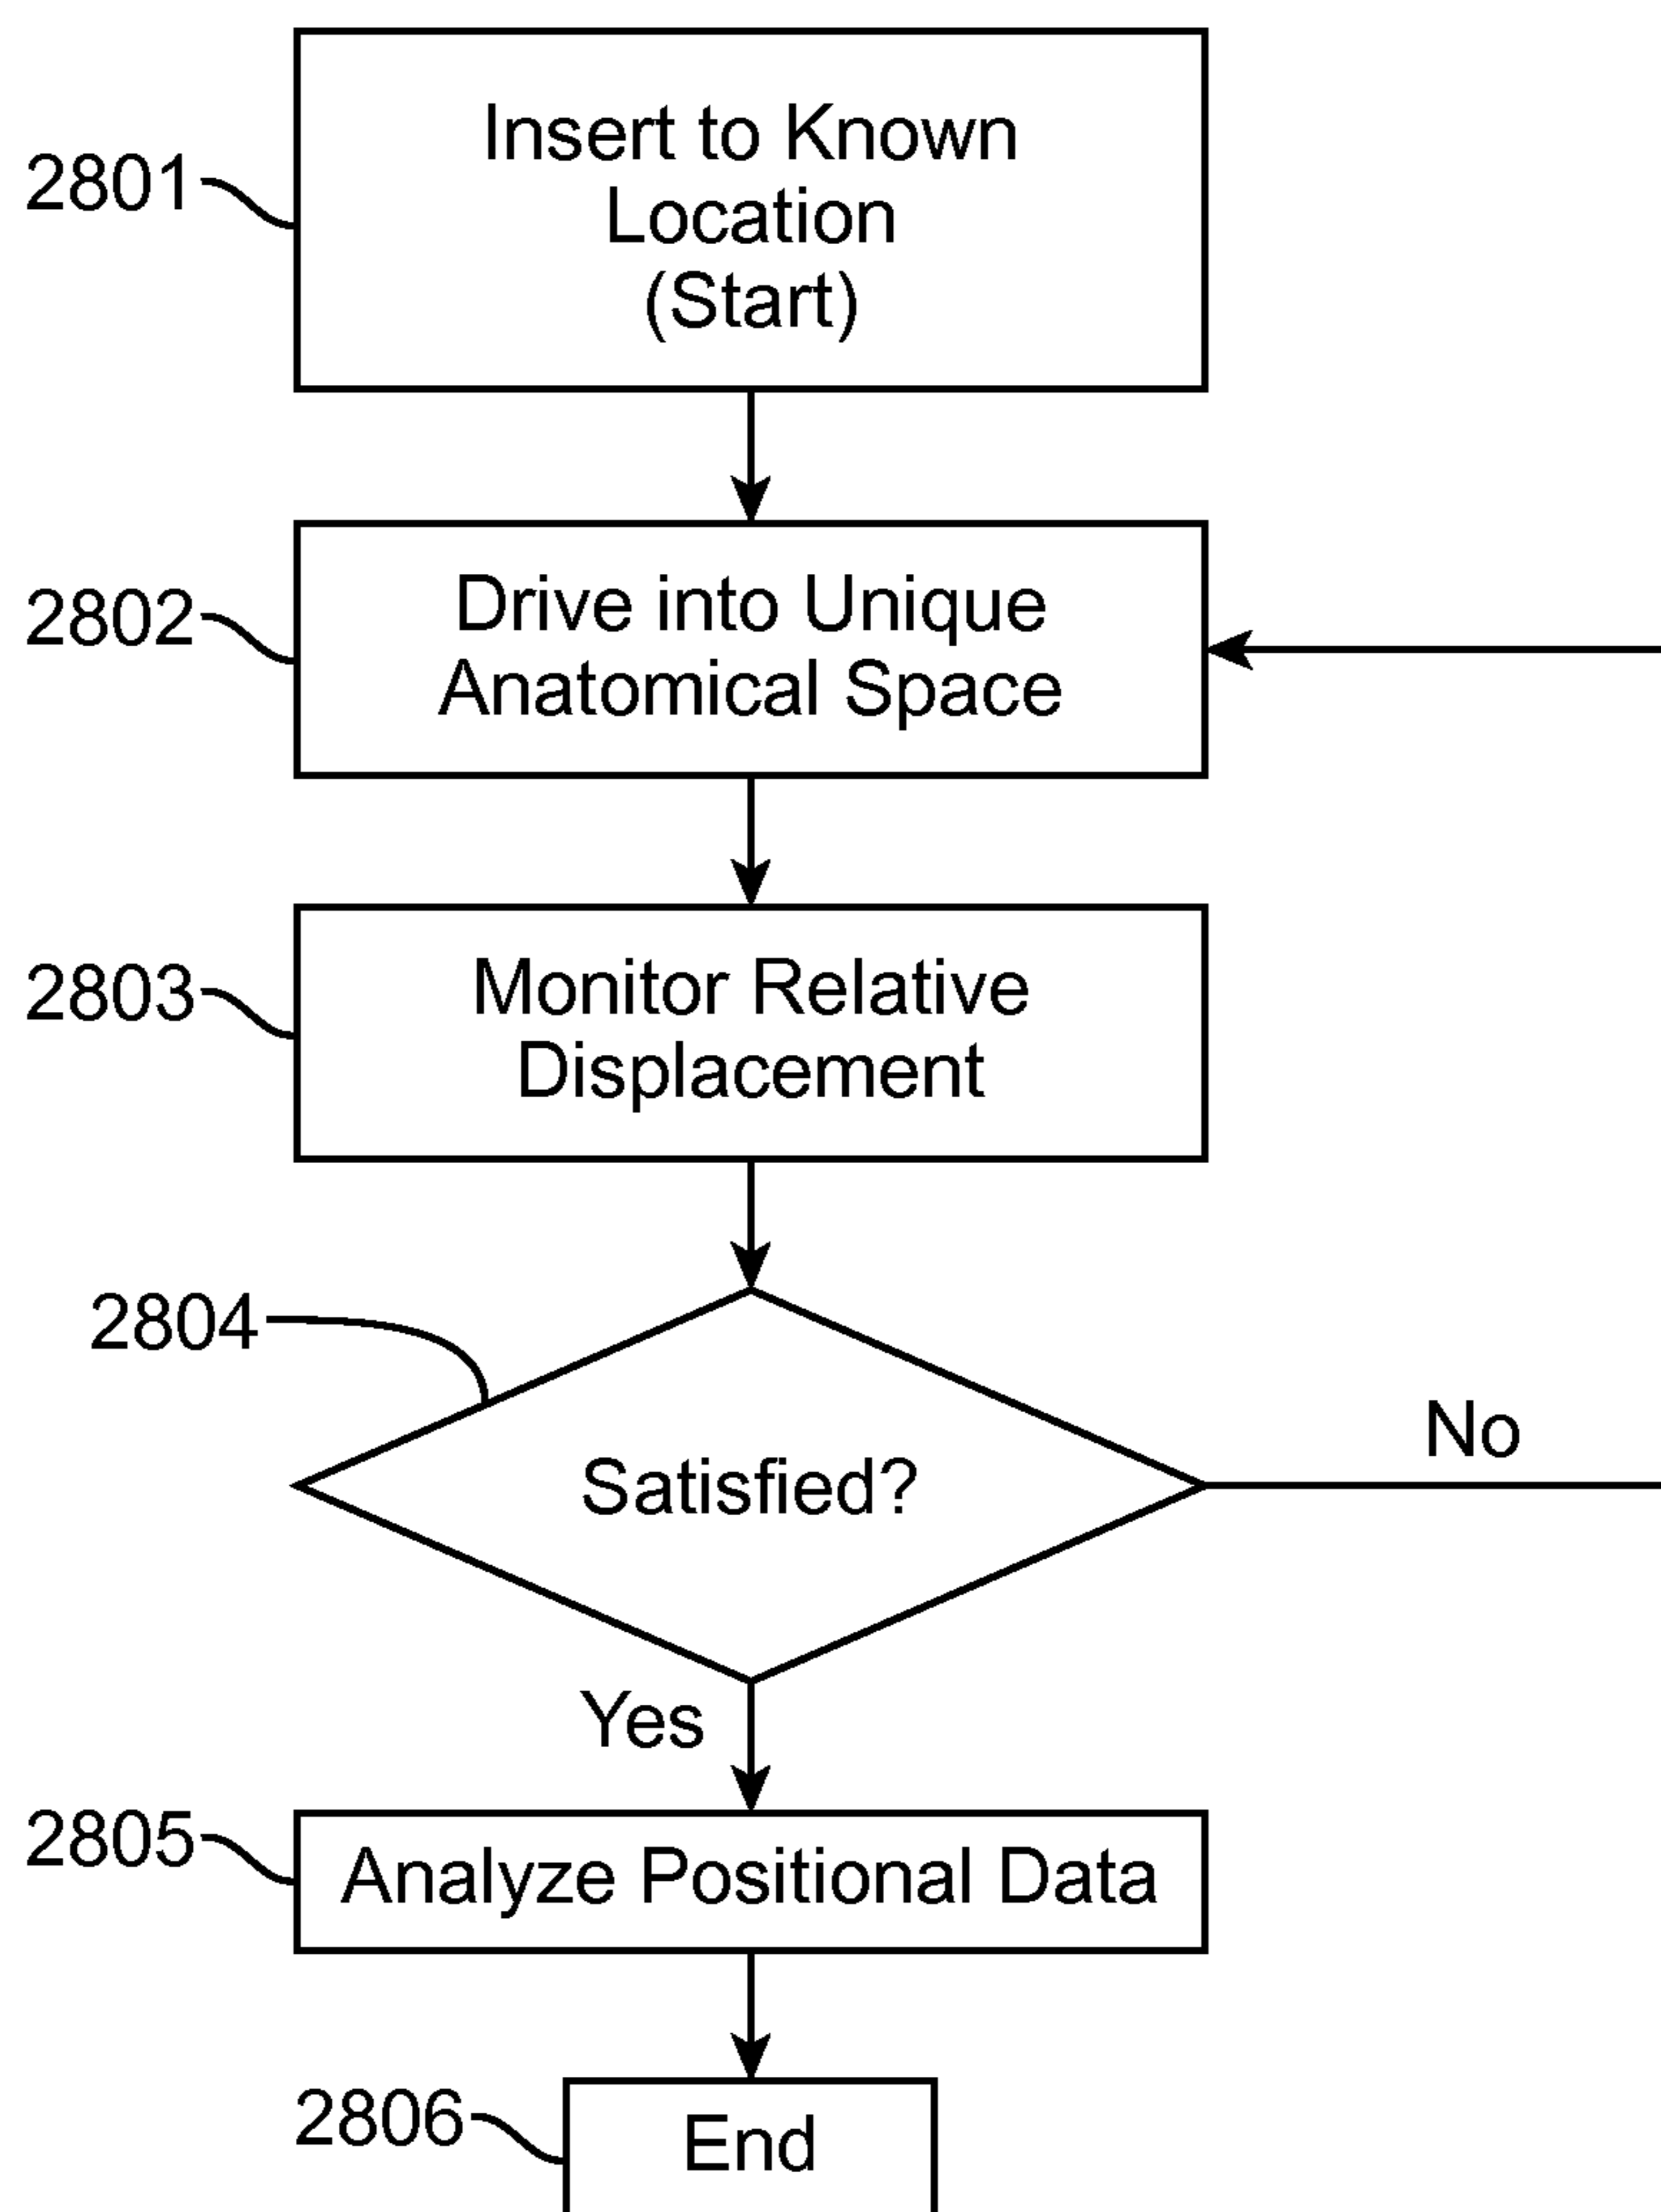 2801
Insert to Known
Location
(Start)
2802
Drive into Unique
Anatomical Space
2803
Monitor Relative
Displacement
2804
Satisfied?
No
Yes
2805
Analyze Positional Data
2806
End